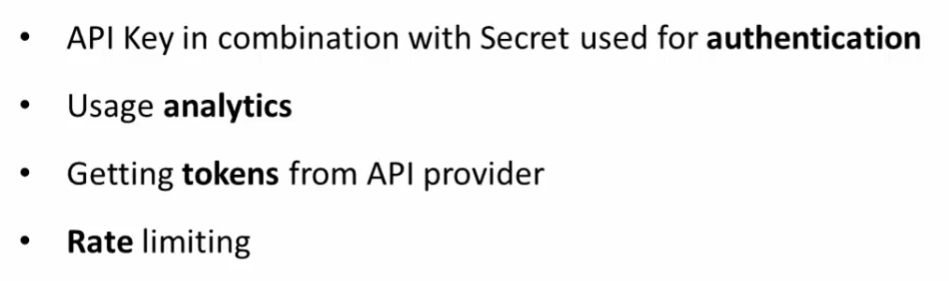 • API Key in combination with Secret used for authentication
• Usage analytics
• Getting tokens from API provider
• Rate limiting